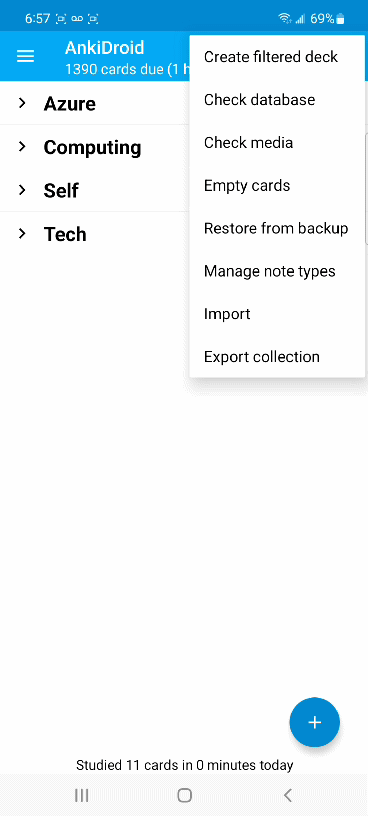 6:57
69%
AnkiDroid
1390 cards due (1 h
Azure
Computing
Self
Tech
Create filtered deck
Check database
Check media
Empty cards
Restore from backup
Manage note types
Import
Export collection
Studied 11 cards in 0 minutes today